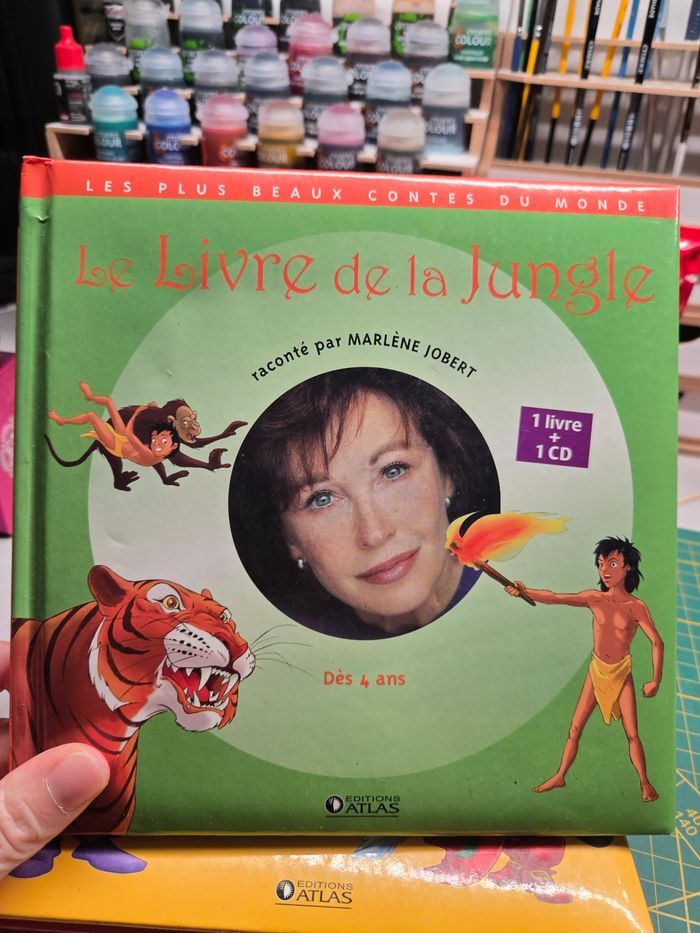 LES PLUS BEAUX CONTES DU MONDE
Le Livre de la Jungle
raconté par MARLÈNE JOBERT
1 livre
+
1 CD
Dès 4 ans
EDITIONS
ATLAS
EDITIONS
ATLAS